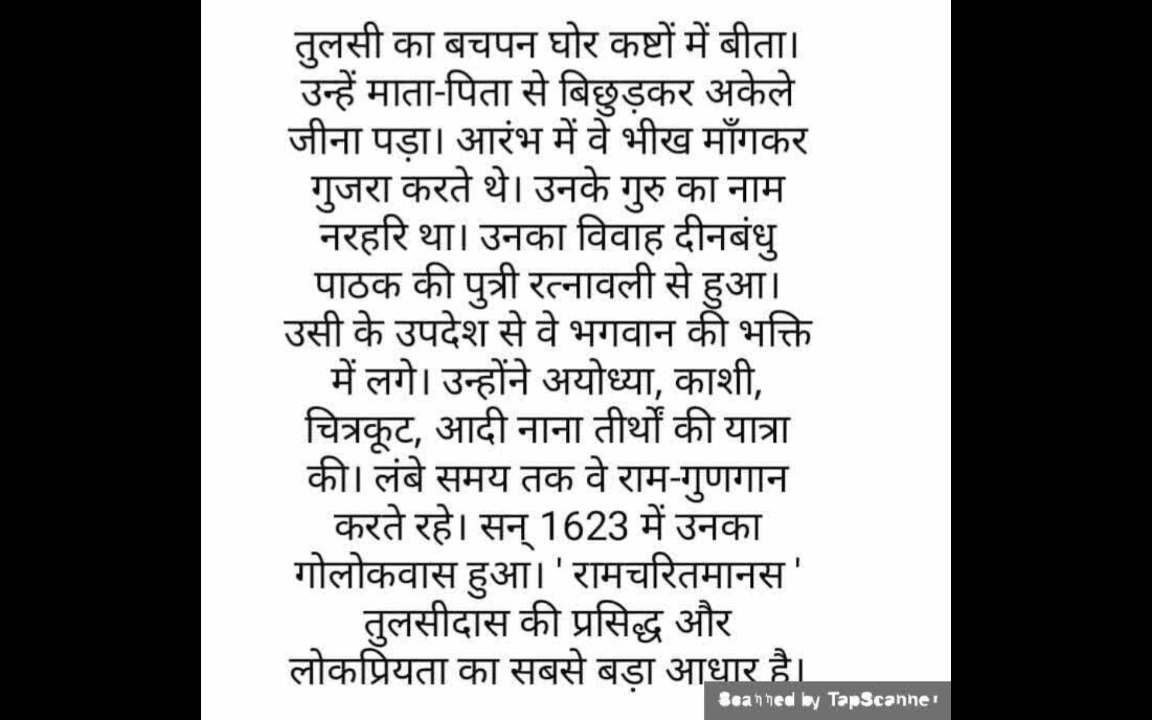 तुलसी का बचपन घोर कष्टों में बीता।
उन्हें माता-पिता से बिछुड़कर अकेले
जीना पड़ा। आरंभ में वे भीख माँगकर
गुजरा करते थे। उनके गुरु का नाम
नरहरि था। उनका विवाह दीनबंधु
पाठक की पुत्री रत्नावली से हुआ।
उसी के उपदेश से वे भगवान की भक्ति
में लगे। उन्होंने अयोध्या, काशी,
चित्रकूट, आदी नाना तीर्थों की यात्रा
की। लंबे समय तक वे राम-गुणगान
करते रहे। सन् 1623 में उनका
गोलोकवास हुआ। ' रामचरितमानस '
तुलसीदास की प्रसिद्ध और
लोकप्रियता का सबसे बड़ा आधार है।
Scanned by TapScanner